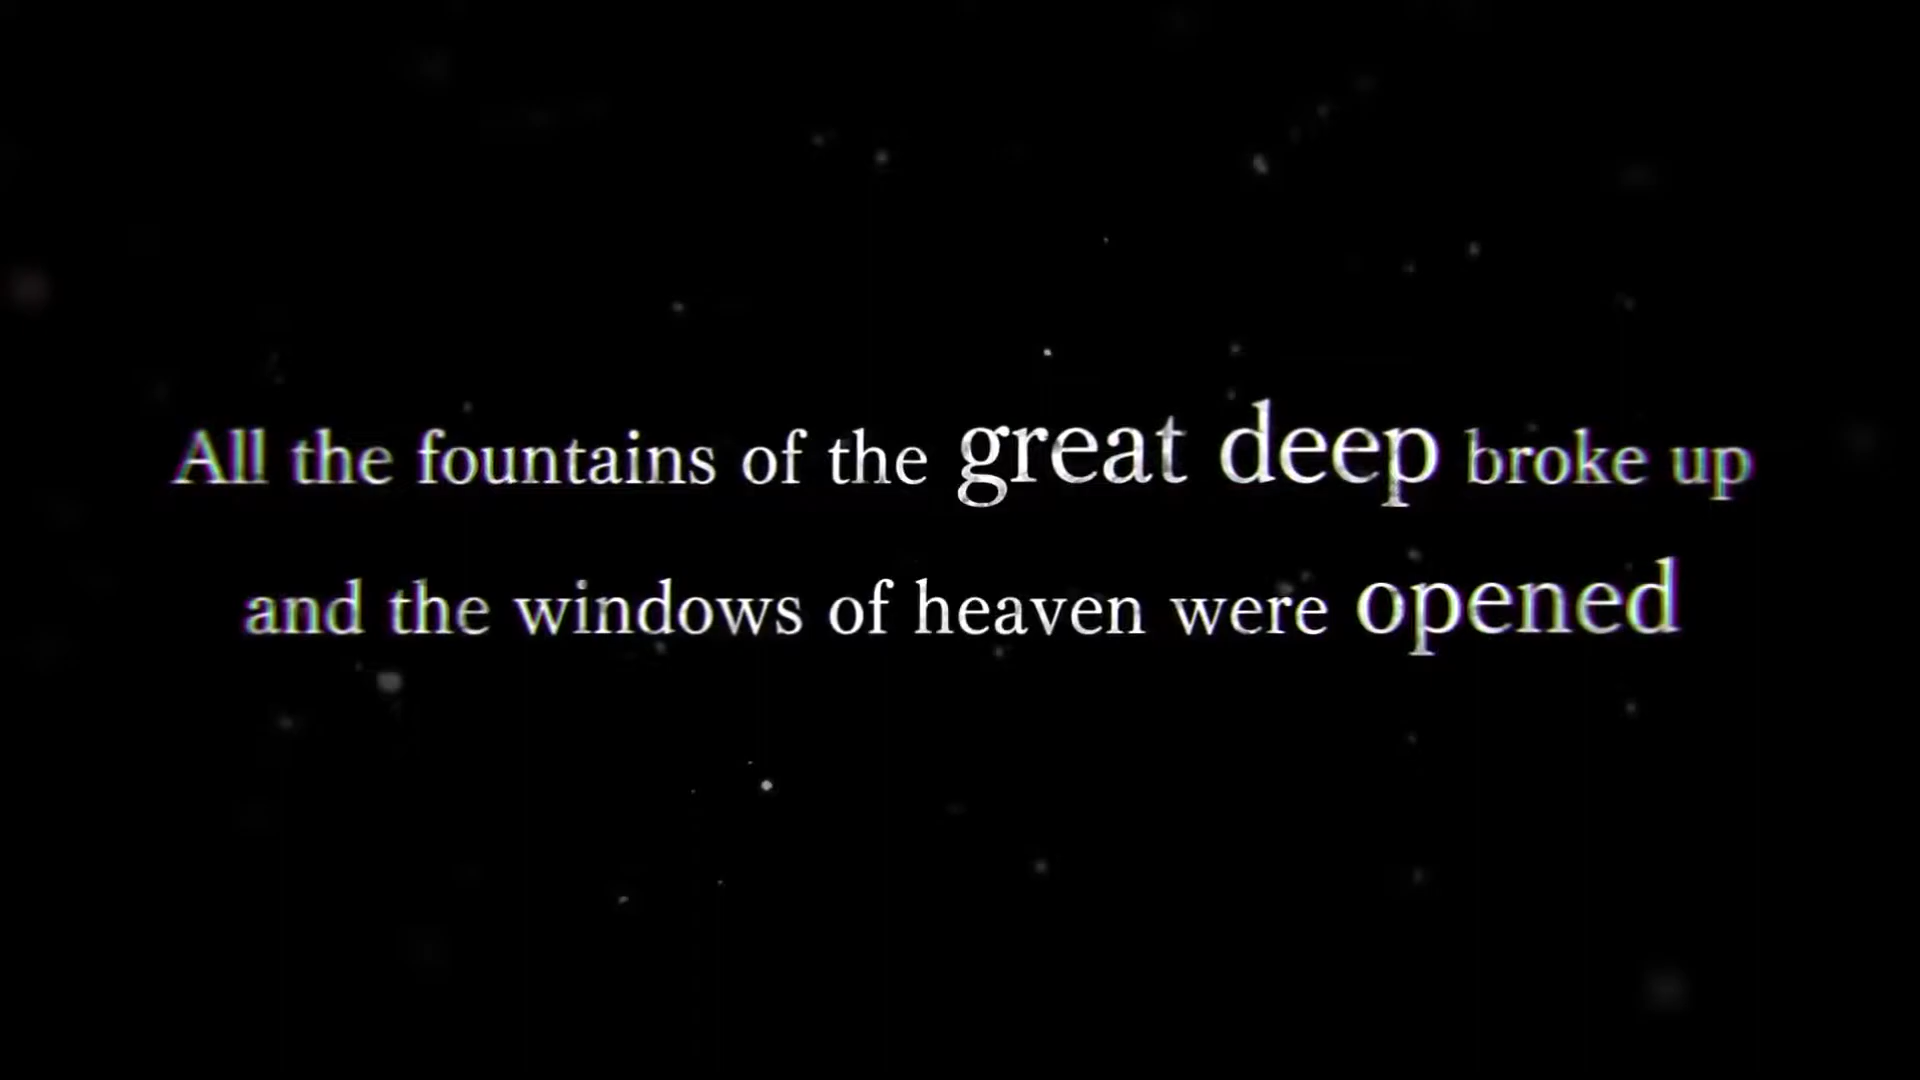 All the fountains of the great deep broke up
and the windows of heaven were opened